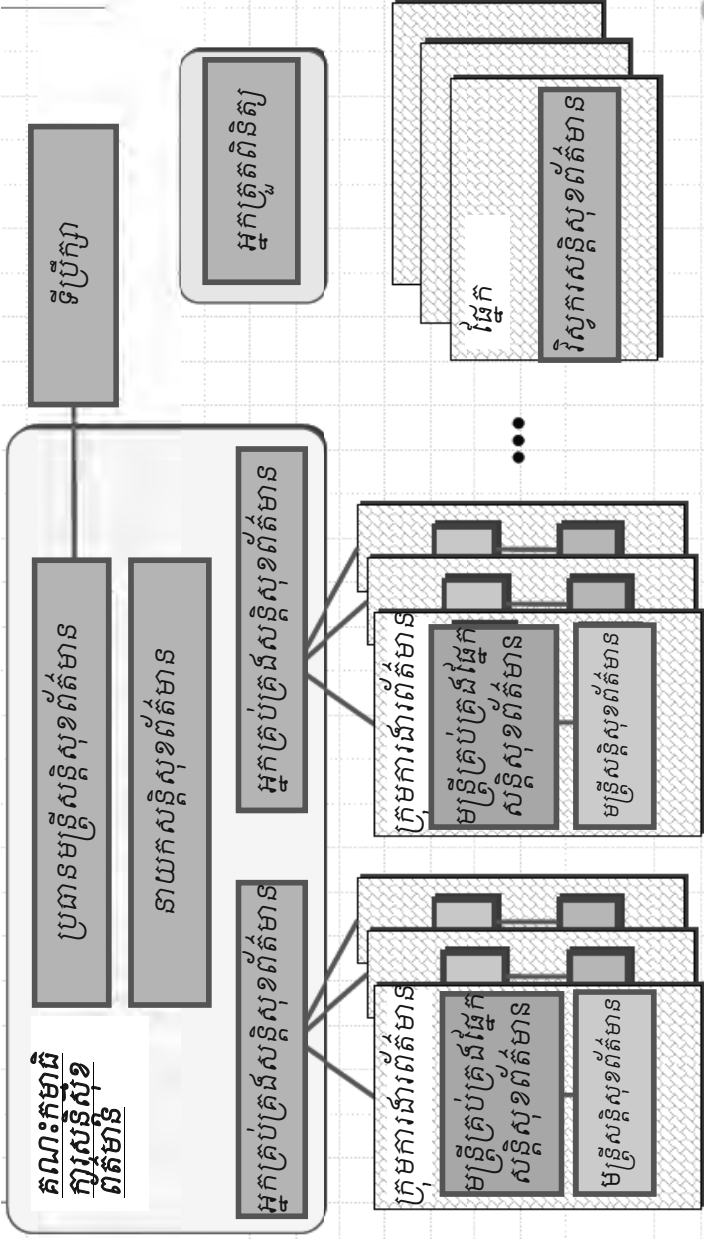 គណះកម្មាធិ
ការសន្តិសុខ
ព័ត៌មាន
ប្រធានមន្ត្រីសន្តិសុខព័ត៌មាន
ទីប្រឹក្សា
នាយកសន្តិសុខព័ត៌មាន
អ្នកគ្រប់គ្រងសន្តិសុខព័ត៌មាន
អ្នកគ្រប់គ្រងសន្តិសុខព័ត៌មាន
អ្នកត្រួតពិនិត្យ
ក្រុមការងារព័ត៌មាន
មន្ត្រីគ្រប់គ្រងផ្នែក
សន្តិសុខព័ត៌មាន
មន្ត្រីសន្តិសុខព័ត៌មាន
ក្រុមការងារព័ត៌មាន
មន្ត្រីគ្រប់គ្រងផ្នែក
សន្តិសុខព័ត៌មាន
មន្ត្រីសន្តិសុខព័ត៌មាន
ផ្នែក
វិស្វករសន្តិសុខព័ត៌មាន